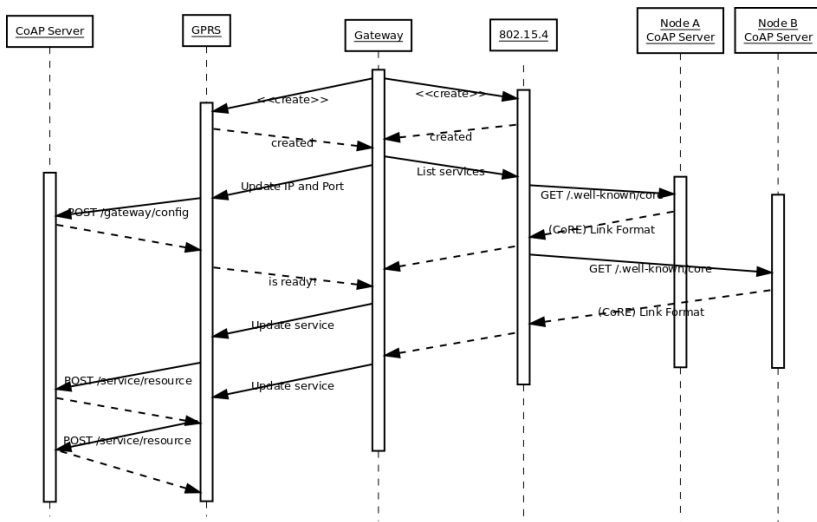 CoAP Server
GPRS
Gateway
802.15.4
Node A
CoAP Server
Node B
CoAP Server
<<create>>
<<create>>
created
created
List services
Update IP and Port
GET /.well-known/core
POST /gateway/config
(CoRE) Link Format
GET /.well-known/core
is ready!
(CoRE) Link Format
Update service
POST /service/resource
Update service
POST /service/resource